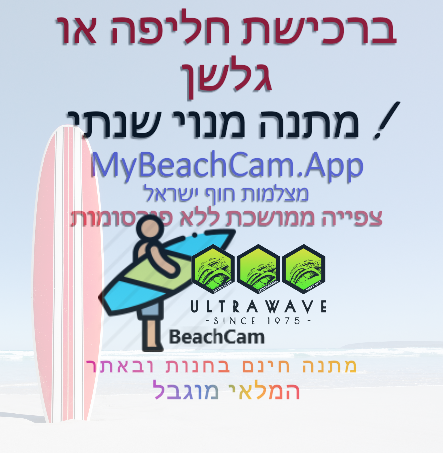 ברכישת חליפה או
גלשן
מתנה מנוי שנתי !
MyBeachCam.App
מצלמות חוף ישראל
צפייה ממושכת ללא פירסומות
ULTRAWAVE
-SINCE 1975-
BeachCam
מתנה חינם בחנות ובאתר
המלאי מוגבל